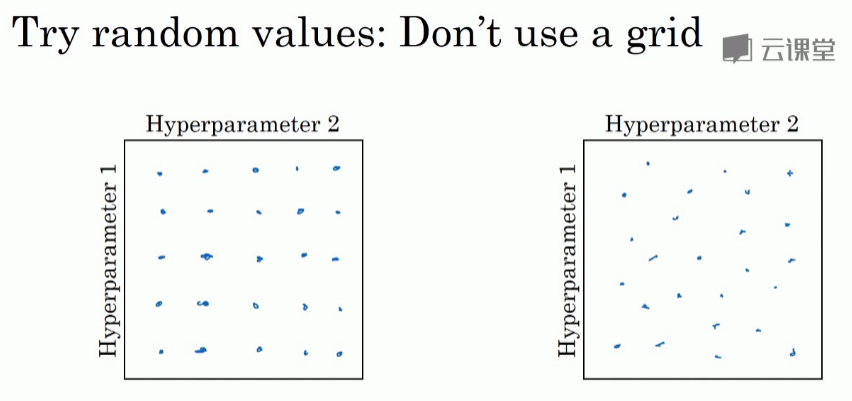 Try random values: Don't use a grid
云课堂
Hyperparameter 2
Hyperparameter 1
Hyperparameter 2
Hyperparameter 1